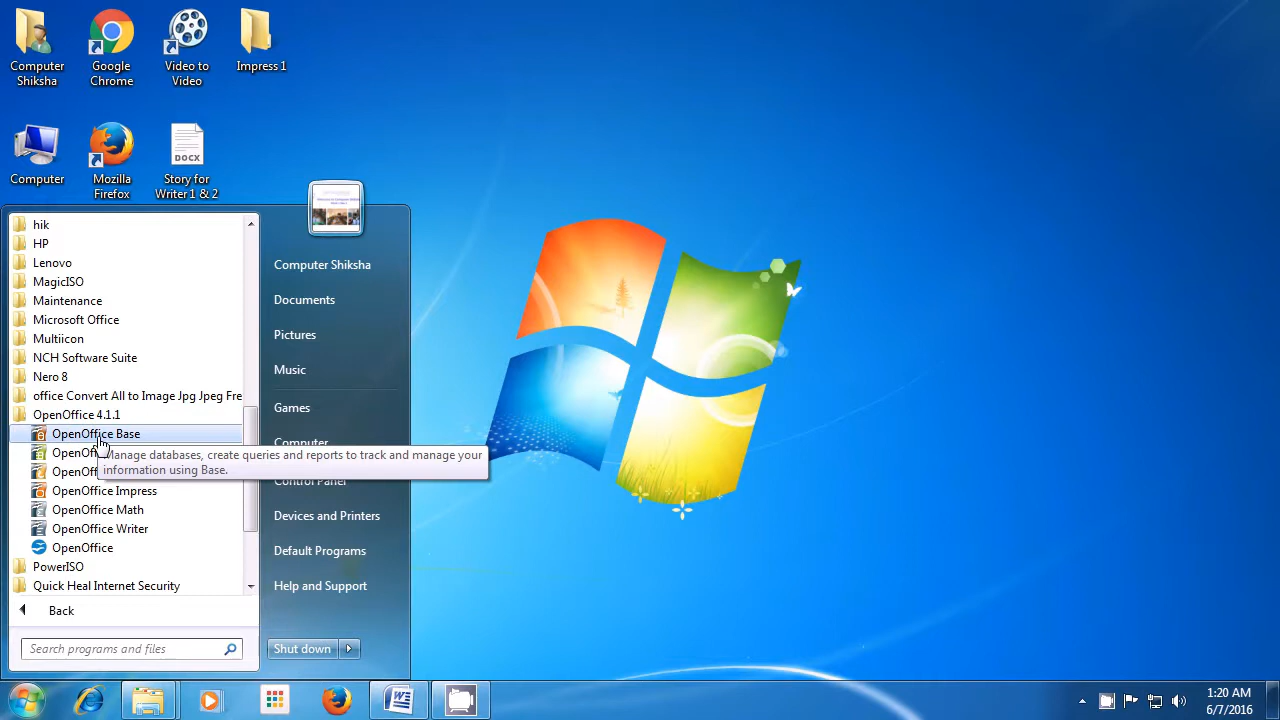 Computer
Shiksha
Google
Chrome
Video to
Video
Impress 1
Computer
Mozilla
Firefox
DOCX
Story for
Writer 1 & 2
hik
HP
Lenovo
MagicISO
Maintenance
Microsoft Office
Multiicon
NCH Software Suite
Nero 8
office Convert All to Image Jpg Jpeg Fre
OpenOffice 4.1.1
OpenOffice Base
Manage databases, create queries and reports to track and manage your
information using Base.
OpenOffice Impress
OpenOffice Math
OpenOffice Writer
OpenOffice
PowerISO
Quick Heal Internet Security
Back
Search programs and files
Computer Shiksha
Documents
Pictures
Music
Games
Computer
Control Panel
Devices and Printers
Default Programs
Help and Support
Shut down
1:20 AM
6/7/2016